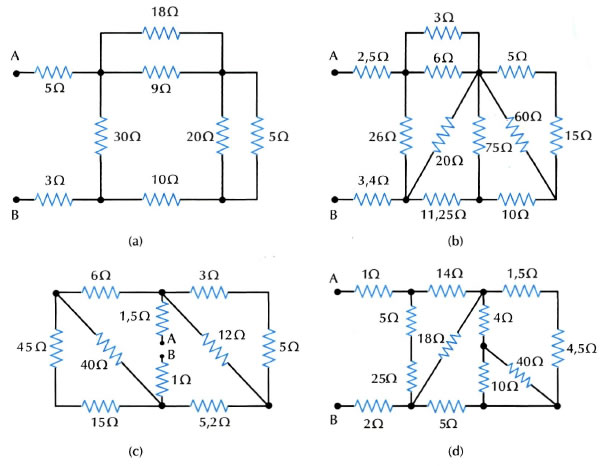 18Ω 3Ω
A A
2,5Ω 6Ω 5Ω
5Ω 9Ω
30Ω 20Ω 5Ω 26Ω 20Ω 75Ω 60Ω 15Ω
3Ω 10Ω 3,4Ω
B B
11,25Ω 10Ω
(a) (b)
6Ω 3Ω A 1Ω 14Ω 1,5Ω
1,5Ω 5Ω 4Ω
45Ω 40Ω A 12Ω 5Ω 18Ω 40Ω 4,5Ω
B
1Ω 25Ω 10Ω
B
15Ω 5,2Ω 2Ω 5Ω
(c) (d)